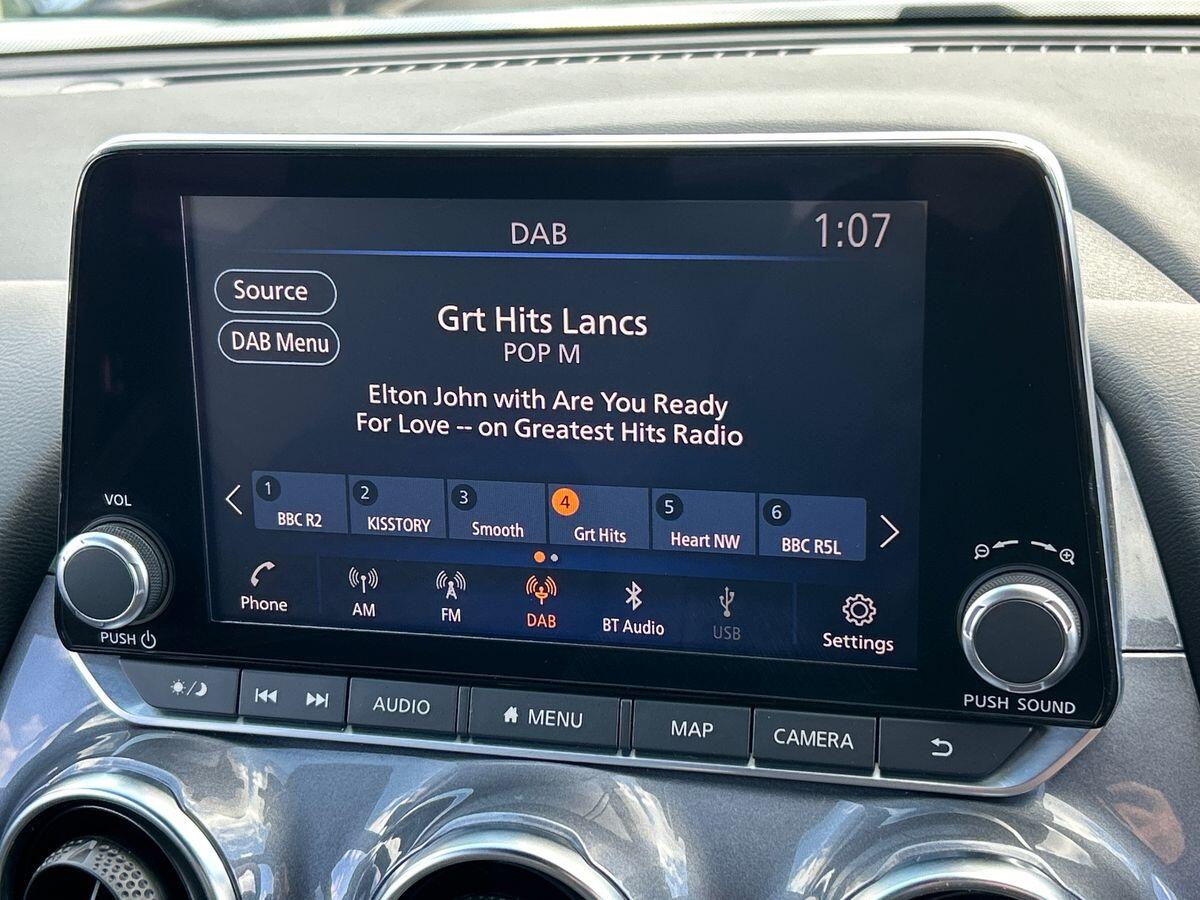 DAB
1:07
Source
DAB Menu
Grt Hits Lancs
POP M
Elton John with Are You Ready
For Love -- on Greatest Hits Radio
1
BBC R2
2
KISSTORY
3
Smooth
4
Grt Hits
5
Heart NW
6
BBC R5L
Phone
AM
FM
DAB
BT Audio
USB
Settings
VOL
PUSH
PUSH SOUND
AUDIO
MENU
MAP
CAMERA